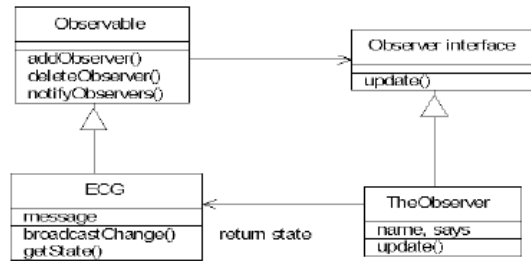 Observable
addObserver()
deleteObserver()
notifyObservers()
Observer interface
update()
ECG
message
broadcastChange()
getState()
return state
TheObserver
name, says
update()